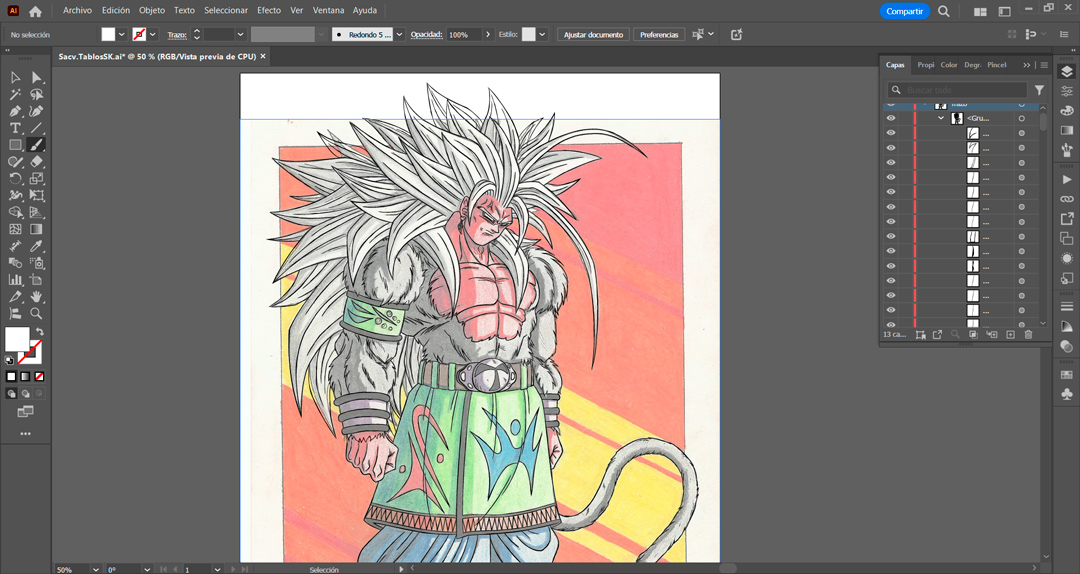 Ai Archivo Edición Objeto Texto Seleccionar Efecto Ver Ventana Ayuda Compartir
No selección Trazo: Redondo 5 ... Opacidad: 100% Estilo: Ajustar documento Preferencias
Sacv.TablosSK.ai* @ 50 % (RGB/Vista previa de CPU) ×
Capas Propi Color Degr Pincel
Buscar todo
<Gru...
...
...
...
...
...
...
...
...
...
...
...
...
...
13 ca...
50% 0° 1 Selección